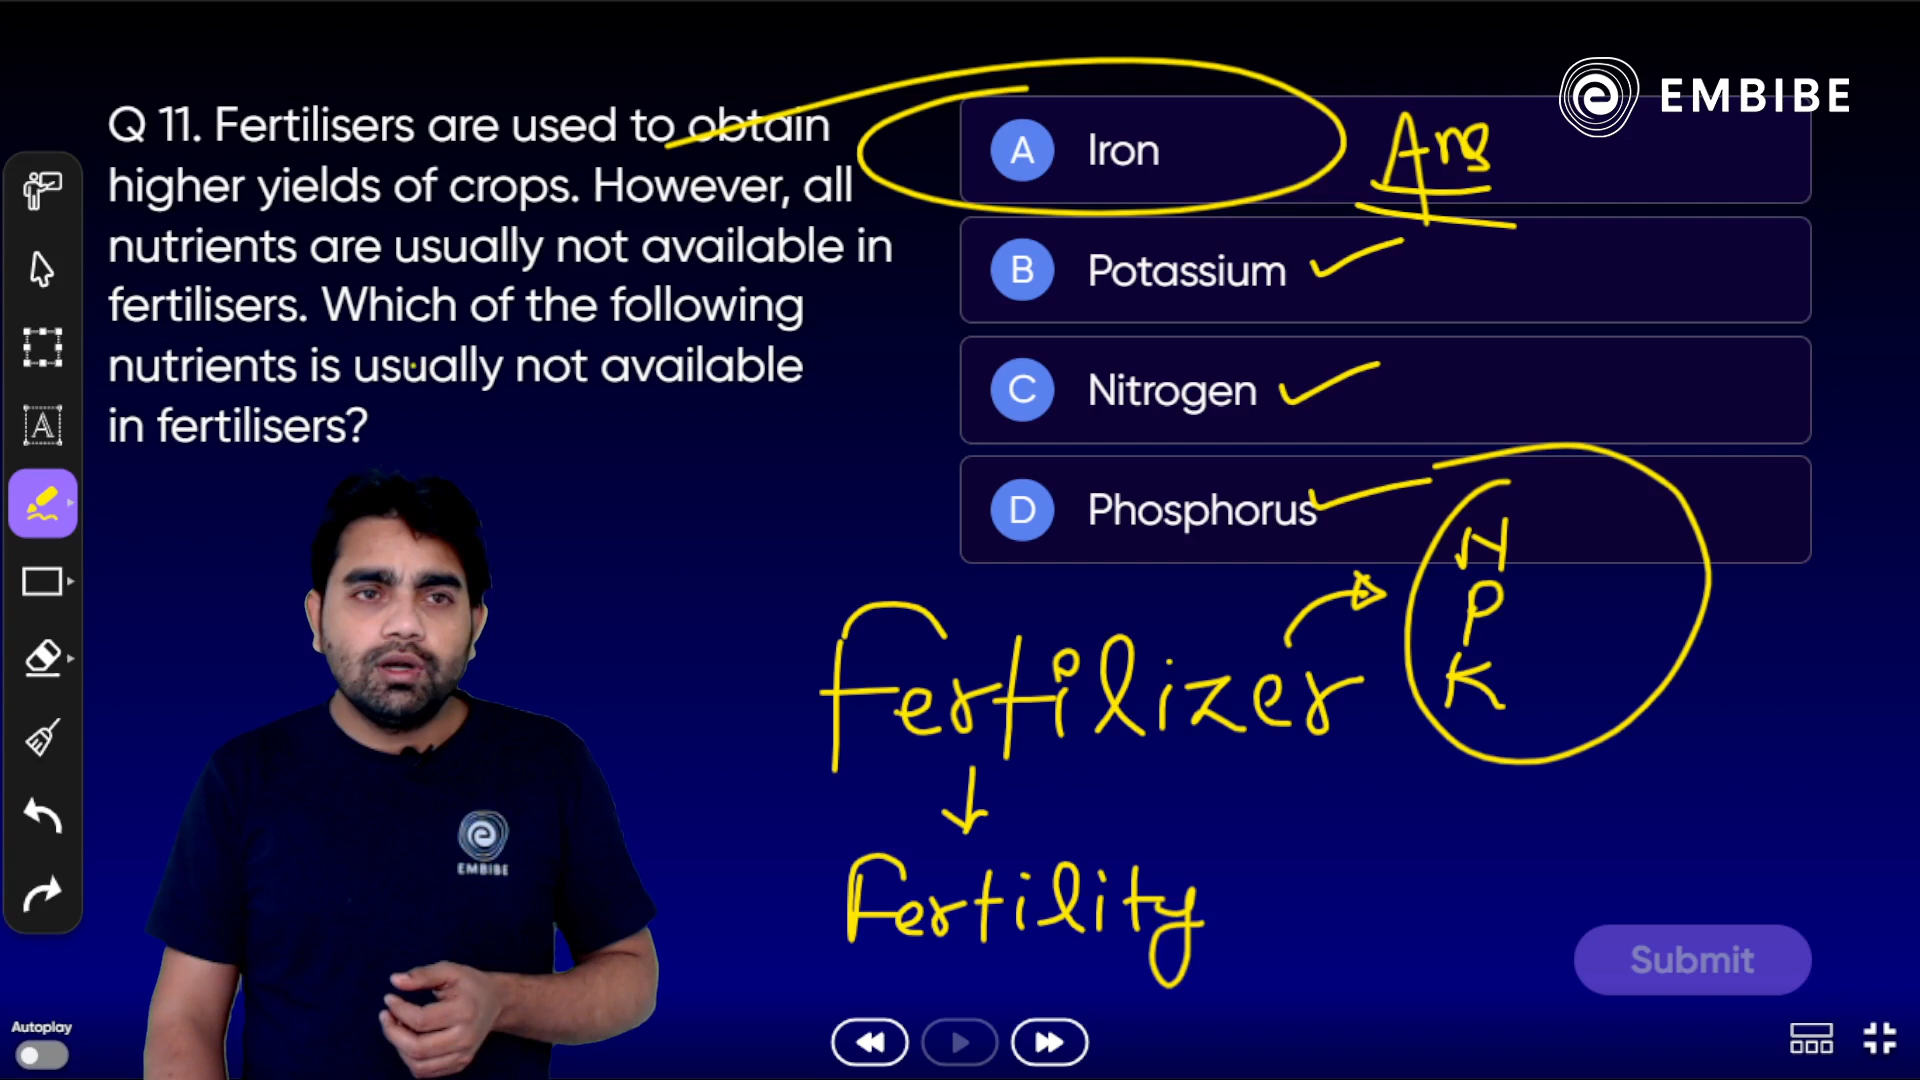 EMBIBE
Q 11. Fertilisers are used to obtain
higher yields of crops. However, all
nutrients are usually not available in
fertilisers. Which of the following
nutrients is usually not available
in fertilisers?
A Iron
Ans
B Potassium
C Nitrogen
D Phosphorus
N
P
K
Fertilizer
Fertility
EMBIBE
A
Submit
Autoplay